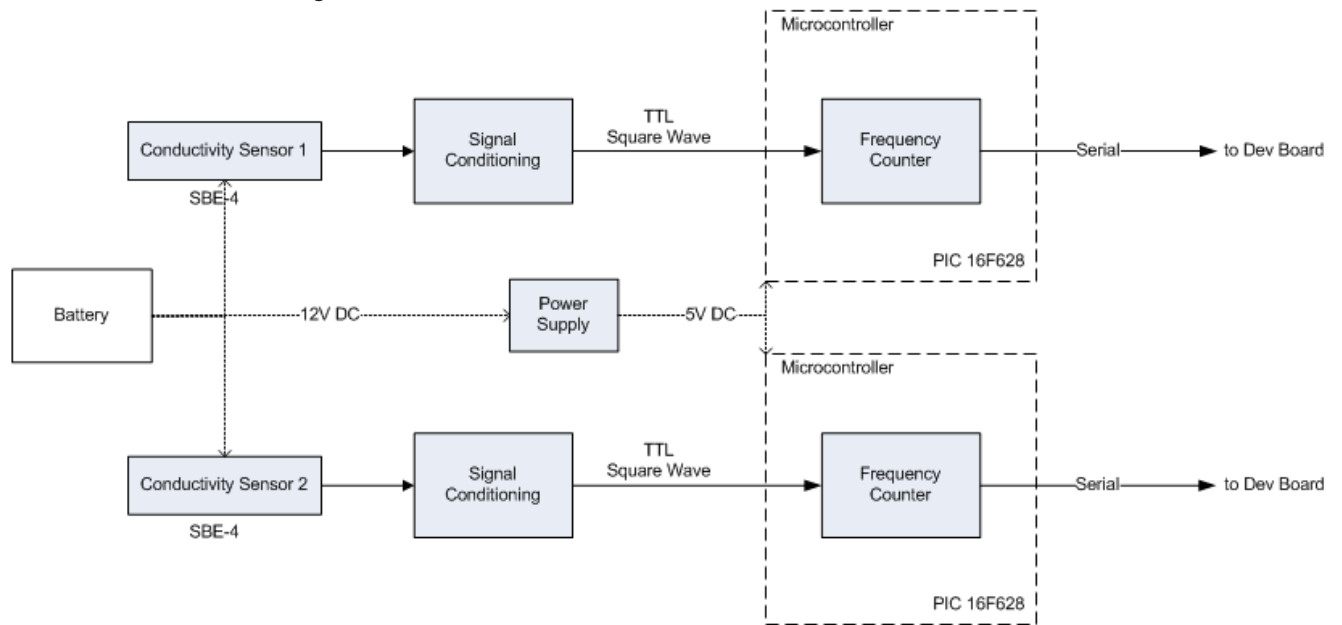 Microcontroller
Conductivity Sensor 1
SBE-4
Signal
Conditioning
TTL
Square Wave
Frequency
Counter
Serial
to Dev Board
PIC 16F628
Battery
12V DC
Power
Supply
5V DC
Microcontroller
Conductivity Sensor 2
SBE-4
Signal
Conditioning
TTL
Square Wave
Frequency
Counter
Serial
to Dev Board
PIC 16F628